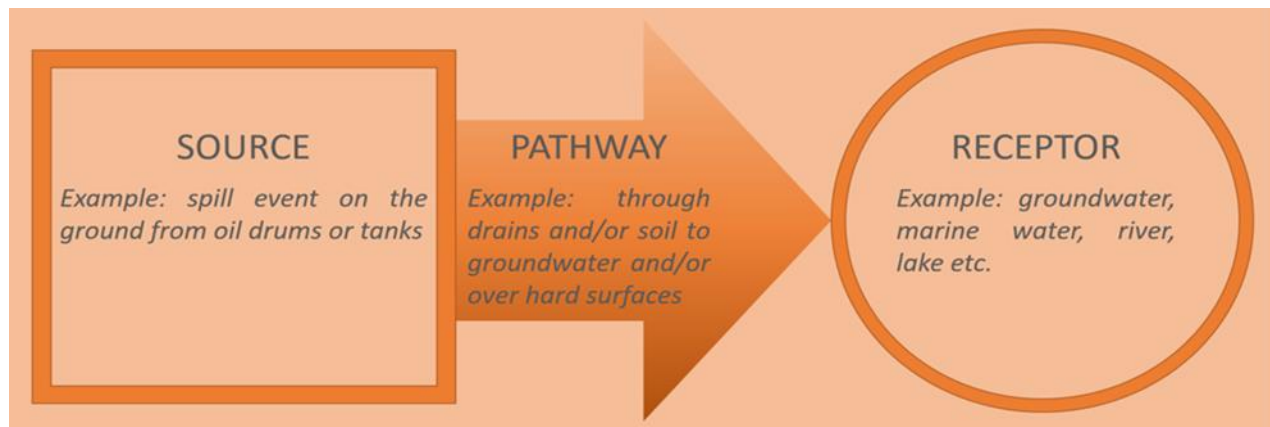 SOURCE
Example: spill event on the
ground from oil drums or tanks
PATHWAY
Example: through
drains and/or soil to
groundwater and/or
over hard surfaces
RECEPTOR
Example: groundwater,
marine water, river,
lake etc.